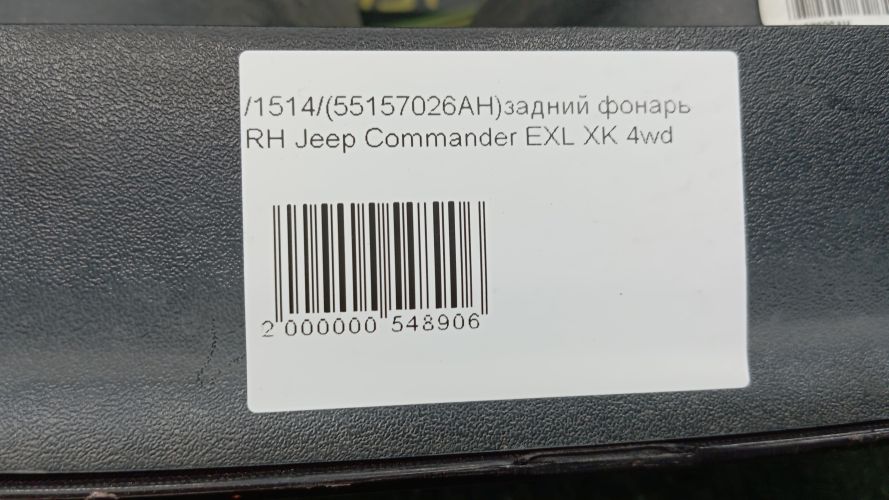 /1514/(55157026AH)задний фонарь
RH Jeep Commander EXL XK 4wd
2 000000 548906